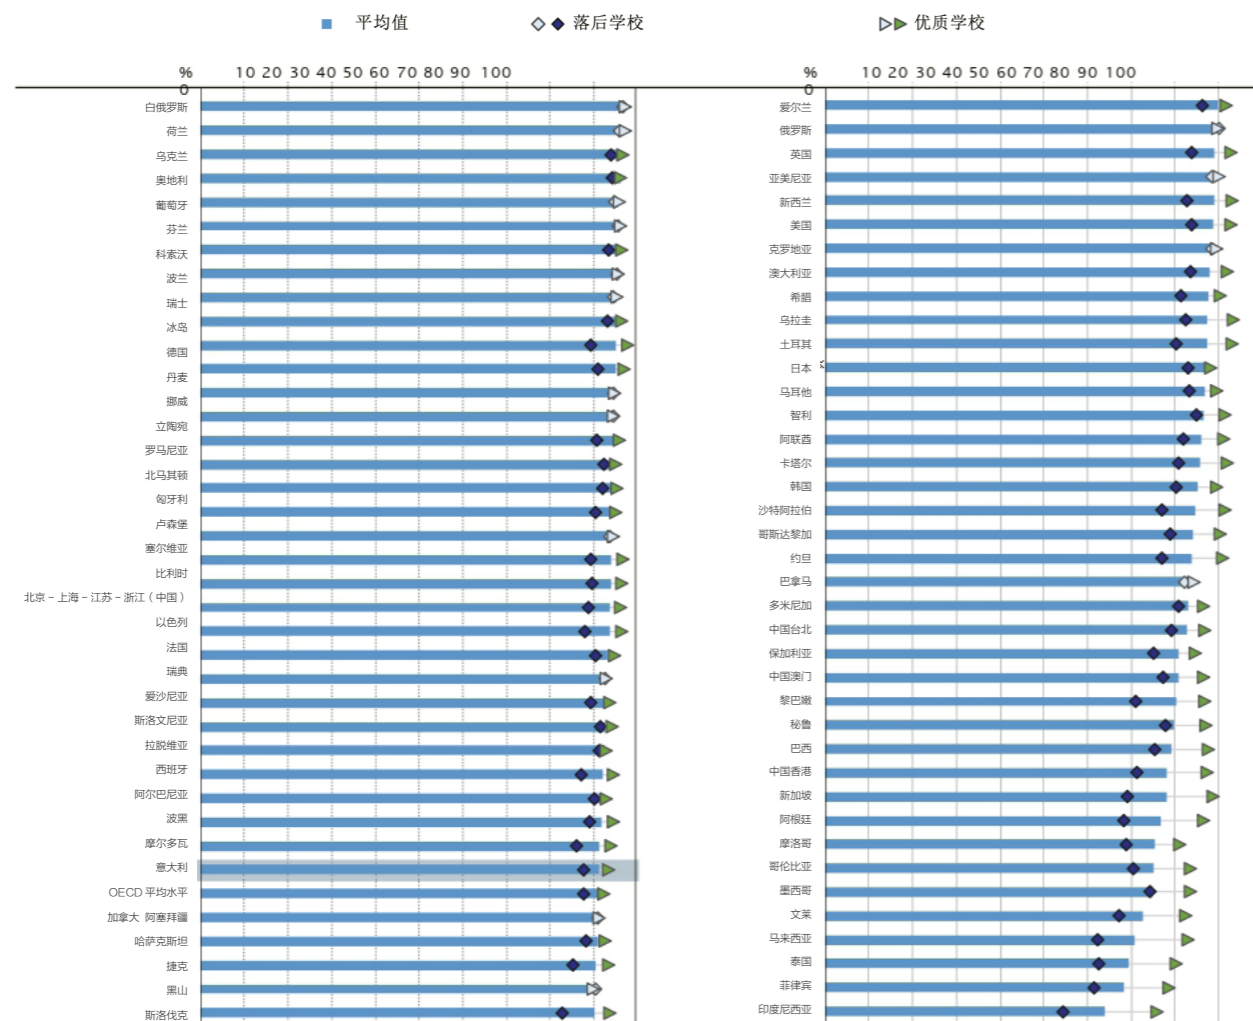 平均值 落后学校 优质学校
% 10 20 30 40 50 60 70 80 90 100
0
白俄罗斯
荷兰
乌克兰
奥地利
葡萄牙
芬兰
科索沃
波兰
瑞士
冰岛
德国
丹麦
挪威
立陶宛
罗马尼亚
北马其顿
匈牙利
卢森堡
塞尔维亚
比利时
北京-上海-江苏-浙江(中国)
以色列
法国
瑞典
爱沙尼亚
斯洛文尼亚
拉脱维亚
西班牙
阿尔巴尼亚
波黑
摩尔多瓦
意大利
OECD 平均水平
加拿大 阿塞拜疆
哈萨克斯坦
捷克
黑山
斯洛伐克
% 10 20 30 40 50 60 70 80 90 100
0
爱尔兰
俄罗斯
英国
亚美尼亚
新西兰
美国
克罗地亚
澳大利亚
希腊
乌拉圭
土耳其
日本
马耳他
智利
阿联酋
卡塔尔
韩国
沙特阿拉伯
哥斯达黎加
约旦
巴拿马
多米尼加
中国台北
保加利亚
中国澳门
黎巴嫩
秘鲁
巴西
中国香港
新加坡
阿根廷
摩洛哥
哥伦比亚
墨西哥
文莱
马来西亚
泰国
菲律宾
印度尼西亚